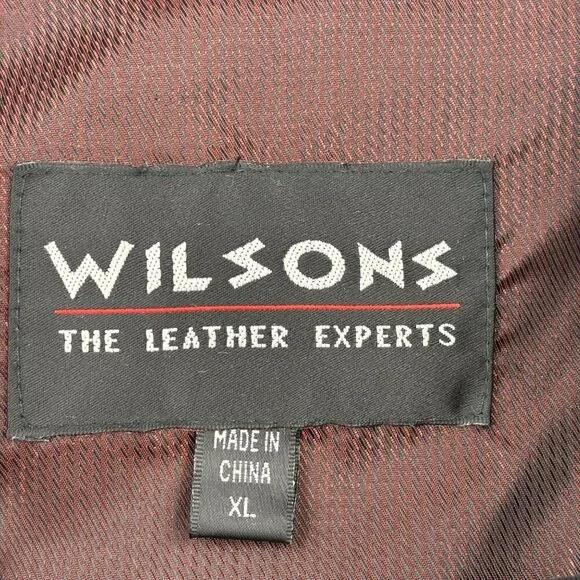 WILSONS
THE LEATHER EXPERTS
MADE IN
CHINA
XL